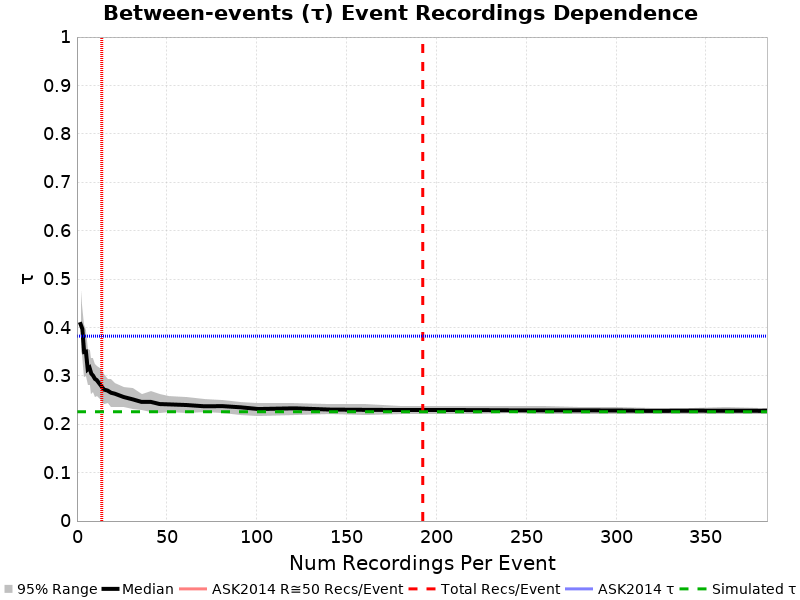 Between-events (τ) Event Recordings Dependence
1
0.9
0.8
0.7
0.6
0.5
0.4
0.3
0.2
0.1
0
τ
0 50 100 150 200 250 300 350
Num Recordings Per Event
95% Range Median ASK2014 R≅50 Recs/Event Total Recs/Event ASK2014 τ Simulated τ